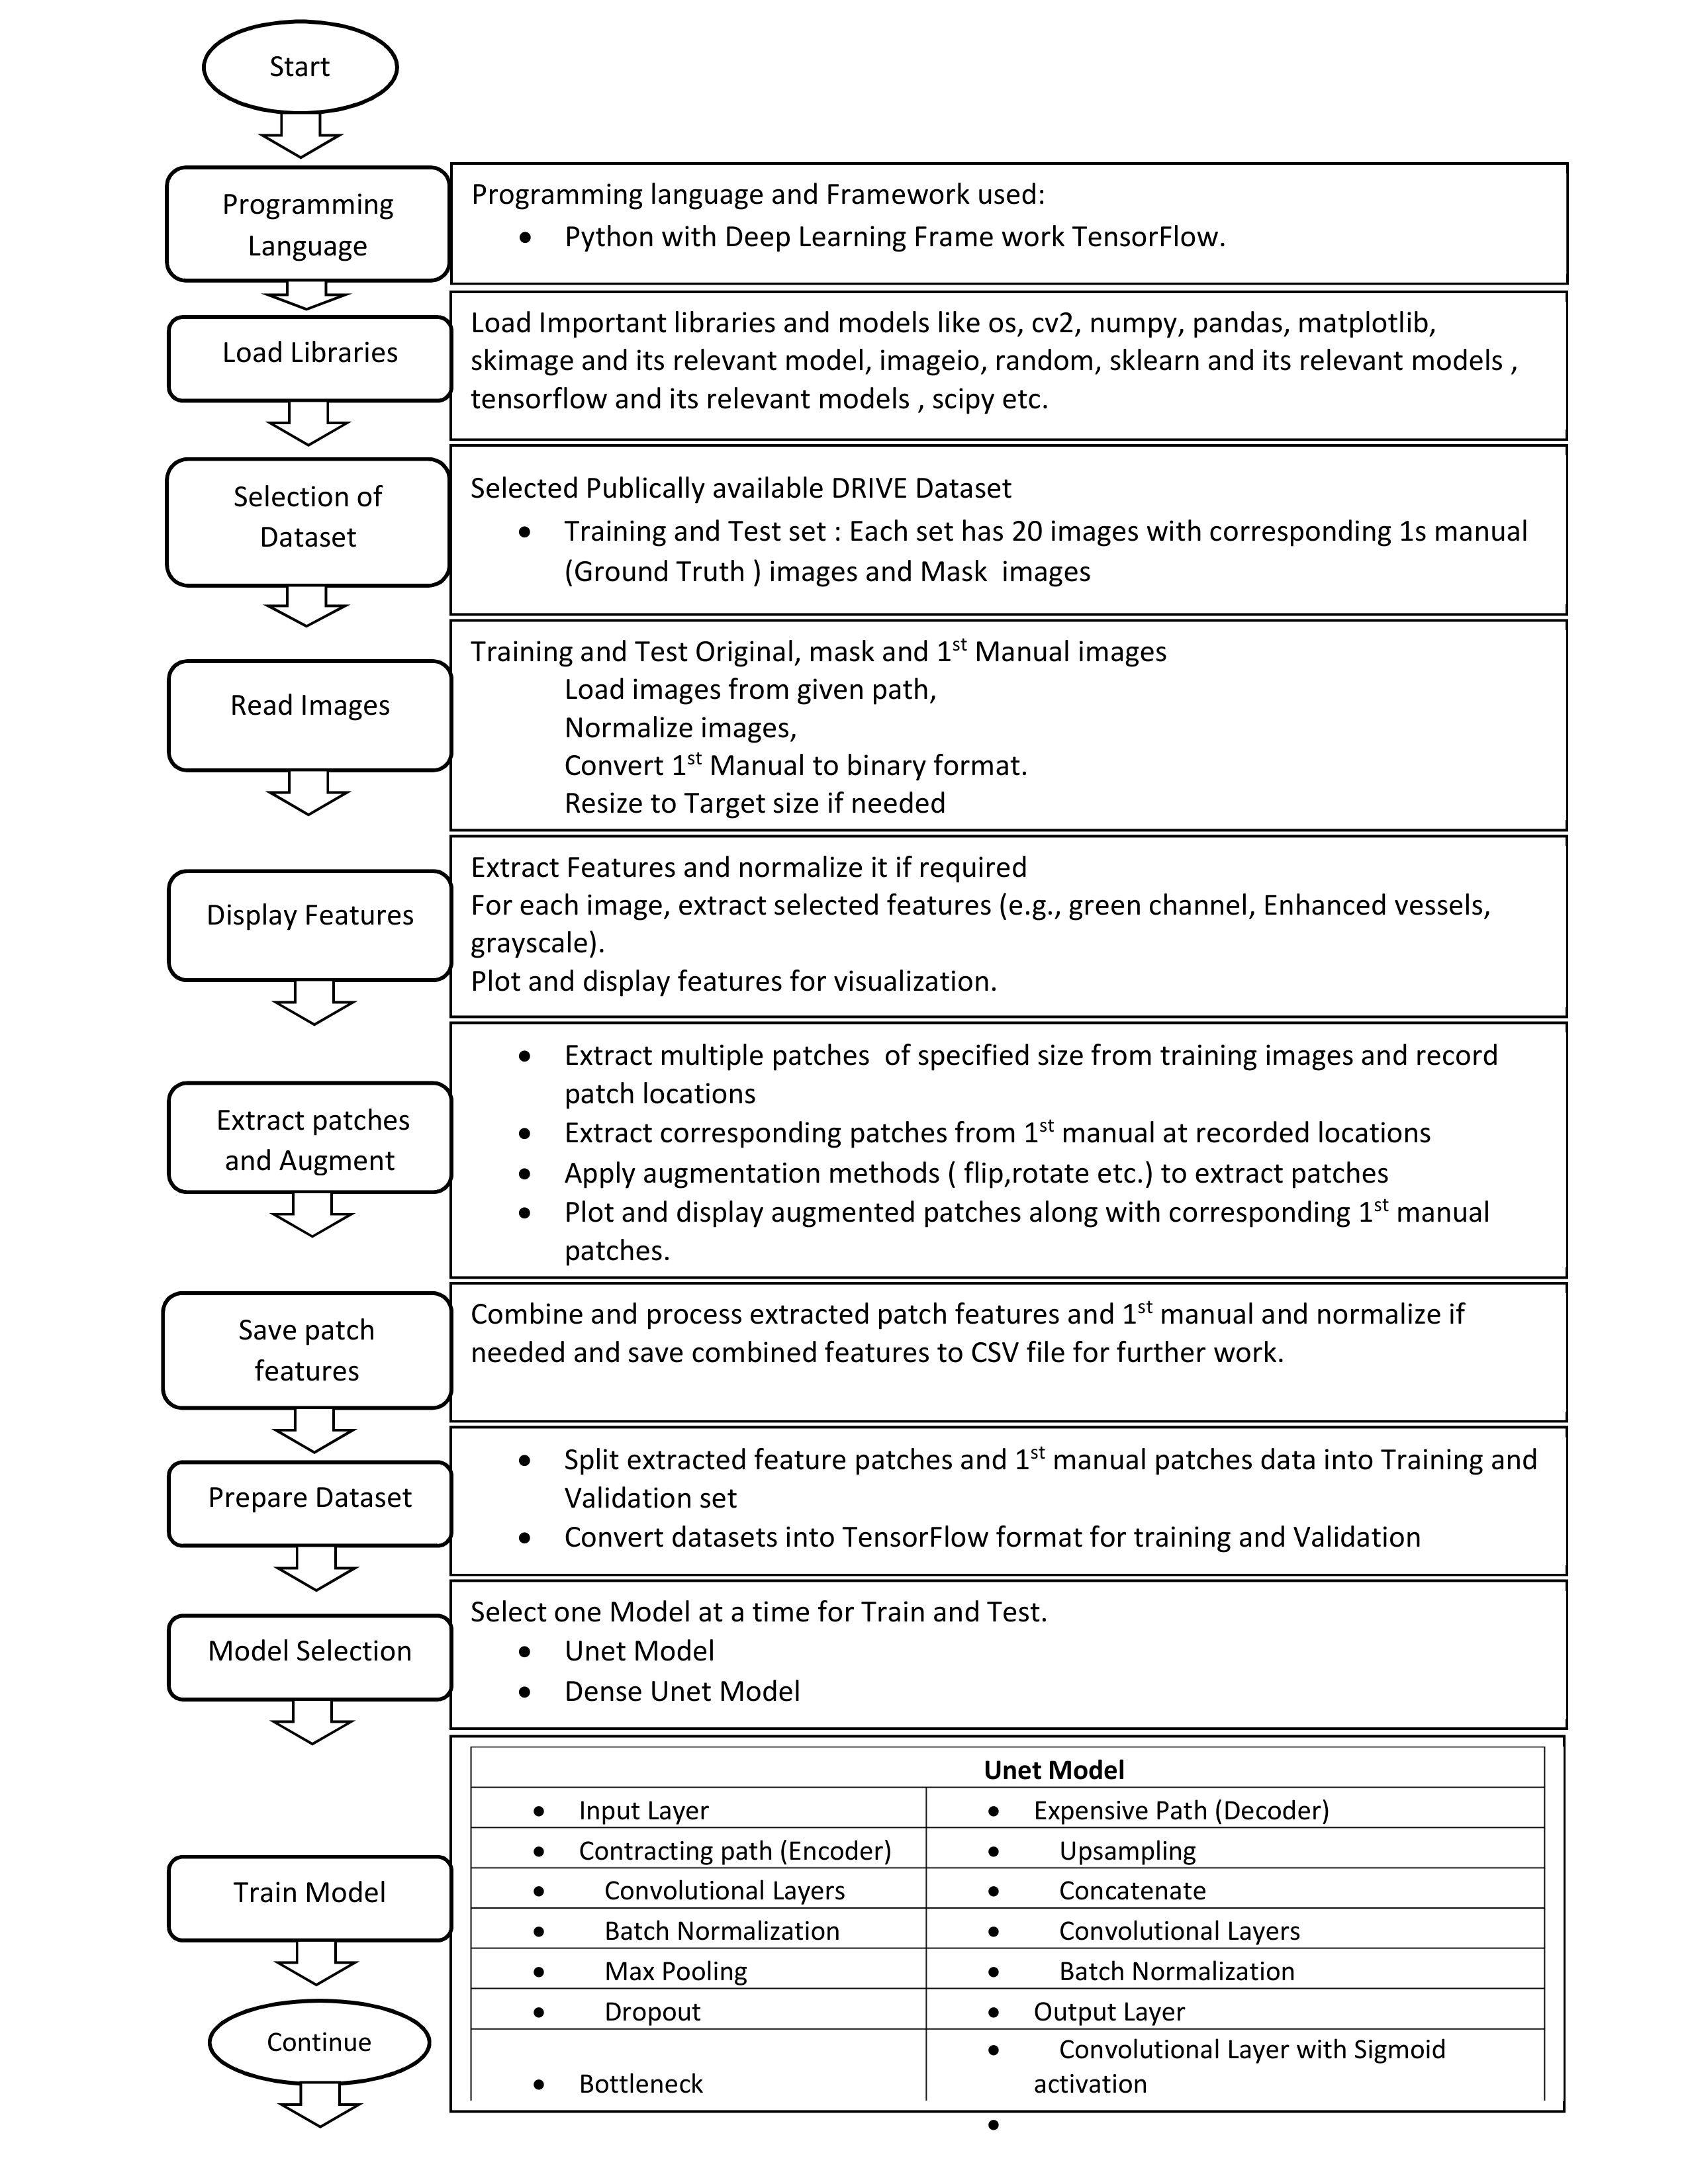 Start
Programming
Language
Programming language and Framework used:
• Python with Deep Learning Frame work TensorFlow.
Load Libraries
Load Important libraries and models like os, cv2, numpy, pandas, matplotlib,
skimage and its relevant model, imageio, random, sklearn and its relevant models ,
tensorflow and its relevant models , scipy etc.
Selection of
Dataset
Selected Publically available DRIVE Dataset
• Training and Test set : Each set has 20 images with corresponding 1s manual
(Ground Truth ) images and Mask  images
Read Images
Training and Test Original, mask and 1st Manual images
Load images from given path,
Normalize images,
Convert 1st Manual to binary format.
Resize to Target size if needed
Display Features
Extract Features and normalize it if required
For each image, extract selected features (e.g., green channel, Enhanced vessels,
grayscale).
Plot and display features for visualization.
Extract patches
and Augment
• Extract multiple patches  of specified size from training images and record
patch locations
• Extract corresponding patches from 1st manual at recorded locations
• Apply augmentation methods ( flip,rotate etc.) to extract patches
• Plot and display augmented patches along with corresponding 1st manual
patches.
Save patch
features
Combine and process extracted patch features and 1st manual and normalize if
needed and save combined features to CSV file for further work.
Prepare Dataset
• Split extracted feature patches and 1st manual patches data into Training and
Validation set
• Convert datasets into TensorFlow format for training and Validation
Model Selection
Select one Model at a time for Train and Test.
• Unet Model
• Dense Unet Model
Train Model
Unet Model
• Input Layer
• Expensive Path (Decoder)
• Contracting path (Encoder)
• Upsampling
• Convolutional Layers
• Concatenate
• Batch Normalization
• Convolutional Layers
• Max Pooling
• Batch Normalization
• Dropout
• Output Layer
• Bottleneck
• Convolutional Layer with Sigmoid
activation
•
Continue